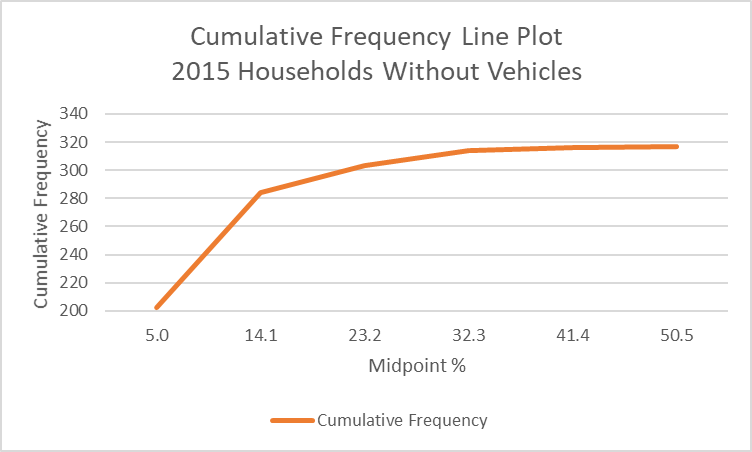 Cumulative Frequency Line Plot
2015 Households Without Vehicles
Cumulative Frequency
340
320
300
280
260
240
220
200
5.0 14.1 23.2 32.3 41.4 50.5
Midpoint %
Cumulative Frequency